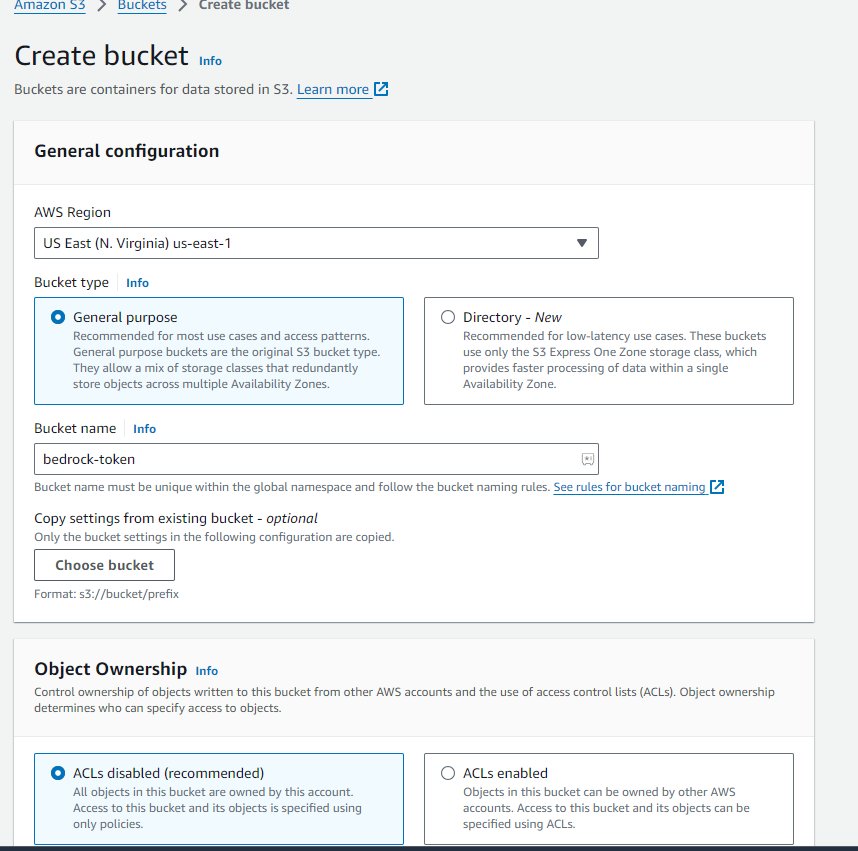 Amazon S3 > Buckets > Create bucket
Create bucket Info
Buckets are containers for data stored in S3. Learn more
General configuration
AWS Region
US East (N. Virginia) us-east-1
Bucket type Info
General purpose
Recommended for most use cases and access patterns.
General purpose buckets are the original S3 bucket type.
They allow a mix of storage classes that redundantly
store objects across multiple Availability Zones.
Directory - New
Recommended for low-latency use cases. These buckets
use only the S3 Express One Zone storage class, which
provides faster processing of data within a single
Availability Zone.
Bucket name Info
bedrock-token
Bucket name must be unique within the global namespace and follow the bucket naming rules. See rules for bucket naming
Copy settings from existing bucket - optional
Only the bucket settings in the following configuration are copied.
Choose bucket
Format: s3://bucket/prefix
Object Ownership Info
Control ownership of objects written to this bucket from other AWS accounts and the use of access control lists (ACLs). Object ownership
determines who can specify access to objects.
ACLs disabled (recommended)
All objects in this bucket are owned by this account.
Access to this bucket and its objects is specified using
only policies.
ACLs enabled
Objects in this bucket can be owned by other AWS
accounts. Access to this bucket and its objects can be
specified using ACLs.